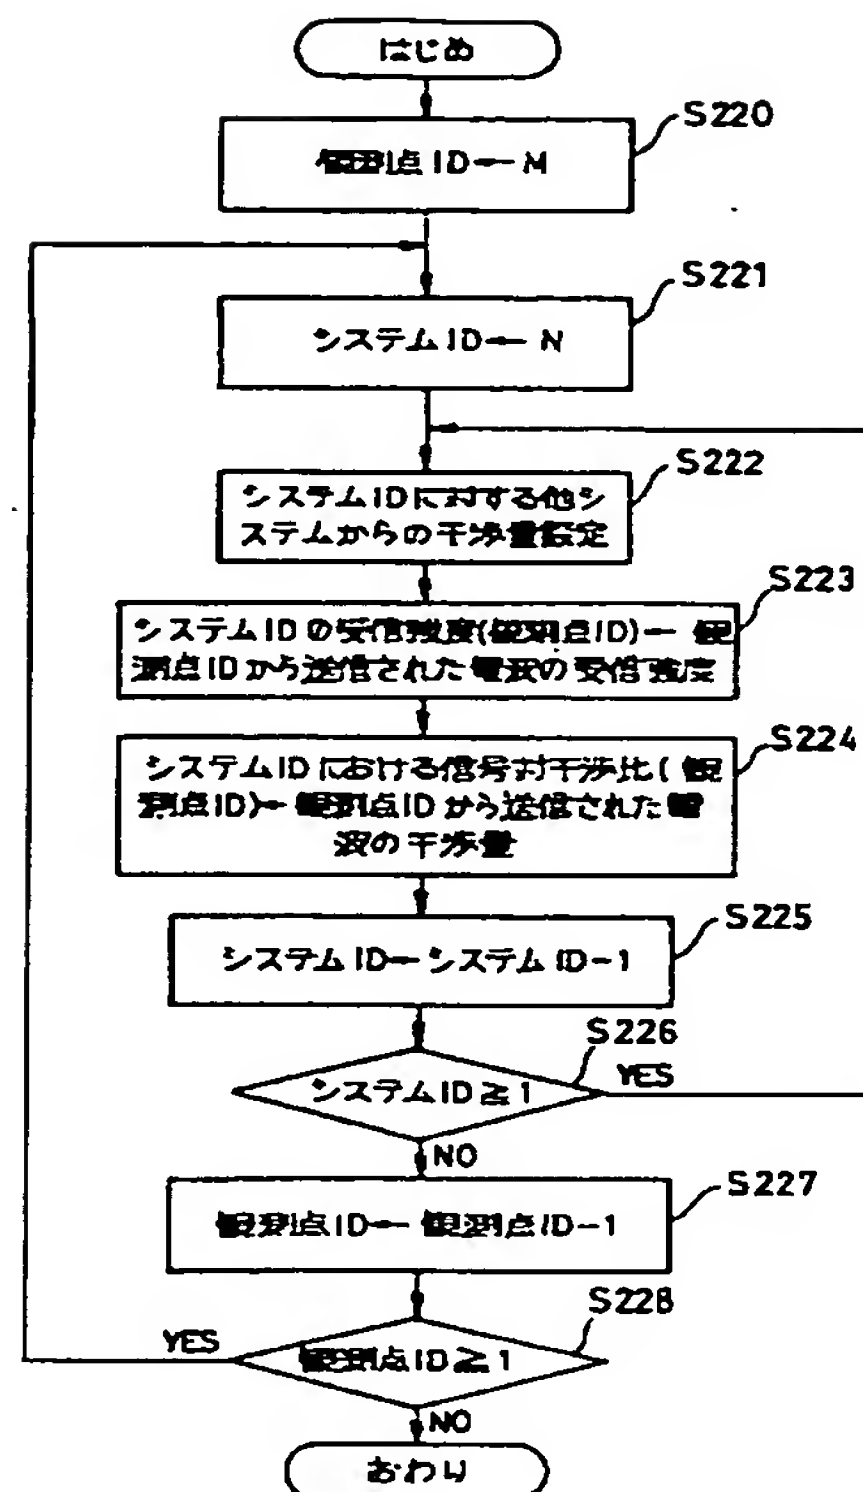 はじめ
S220
観測点ID← M
S221
システムID← N
S222
システムIDに対する他シ
ステムからの干渉量設定
S223
システムIDの受信強度(観測点ID)← 観
測点IDから送信された電波の受信強度
S224
システムIDにおける信号対干渉比(観
測点ID)← 観測点IDから送信された電
波の干渉量
S225
システムID←システムID-1
S226
システムID≧1
YES
NO
S227
観測点ID← 観測点ID-1
S228
YES
観測点ID≧1
NO
おわり